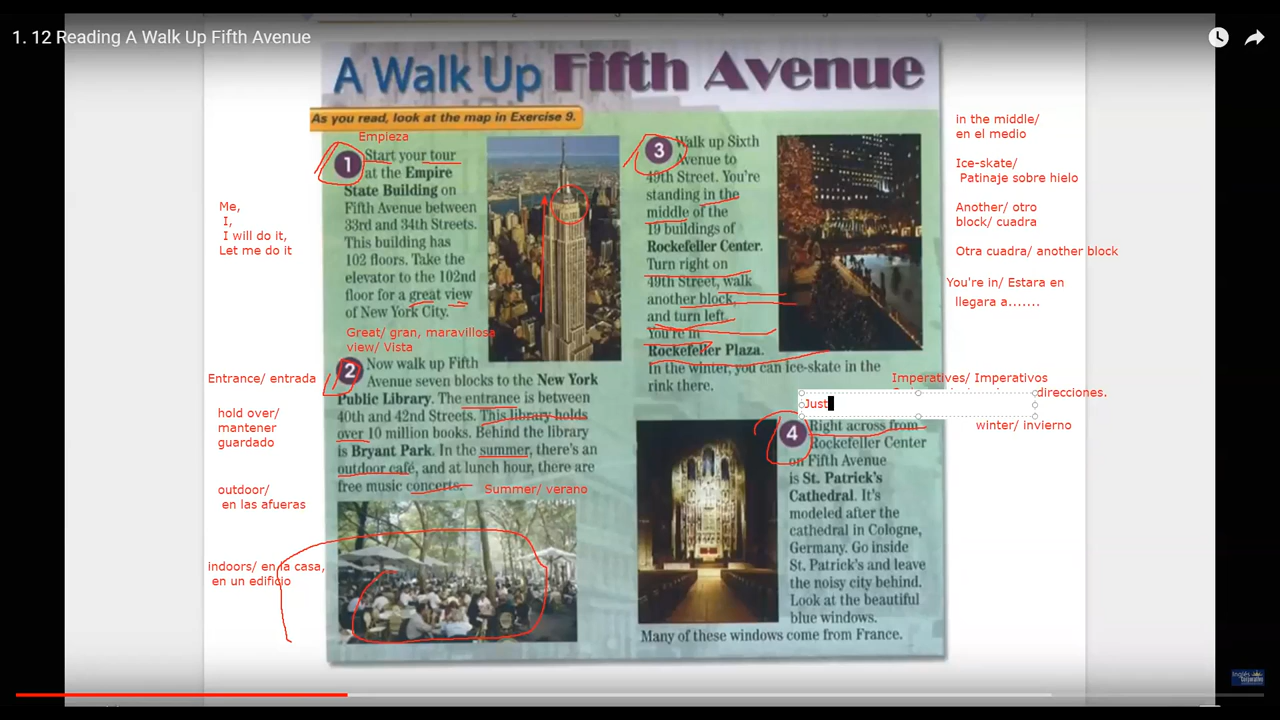 1. 12 Reading A Walk Up Fifth Avenue
A Walk Up Fifth Avenue
As you read, look at the map in Exercise 9.
Empieza
1 Start your tour
at the Empire
State Building on
Fifth Avenue between
33rd and 34th Streets.
This building has
102 floors. Take the
elevator to the 102nd
floor for a great view
of New York City.
Great/ gran, maravillosa
view/ Vista
2 Now walk up Fifth
Avenue seven blocks to the New York
Public Library. The entrance is between
40th and 42nd Streets. This library holds
over 10 million books. Behind the library
is Bryant Park. In the summer, there's an
outdoor café, and at lunch hour, there are
free music concerts.
Summer/ verano
3 Walk up Sixth
Avenue to
49th Street. You're
standing in the
middle of the
19 buildings of
Rockefeller Center.
Turn right on
49th Street, walk
another block,
and turn left.
You're in
Rockefeller Plaza.
In the winter, you can ice-skate in the
rink there.
Just
4 Right across from
Rockefeller Center
on Fifth Avenue
is St. Patrick's
Cathedral. It's
modeled after the
cathedral in Cologne,
Germany. Go inside
St. Patrick's and leave
the noisy city behind.
Look at the beautiful
blue windows.
Many of these windows come from France.
Me,
I,
I will do it,
Let me do it
Entrance/ entrada
hold over/
mantener
guardado
outdoor/
en las afueras
indoors/ en la casa,
en un edificio
in the middle/
en el medio
Ice-skate/
Patinaje sobre hielo
Another/ otro
block/ cuadra
Otra cuadra/ another block
You're in/ Estara en
llegara a.......
Imperatives/ Imperativos
direcciones.
winter/ invierno
Inglés